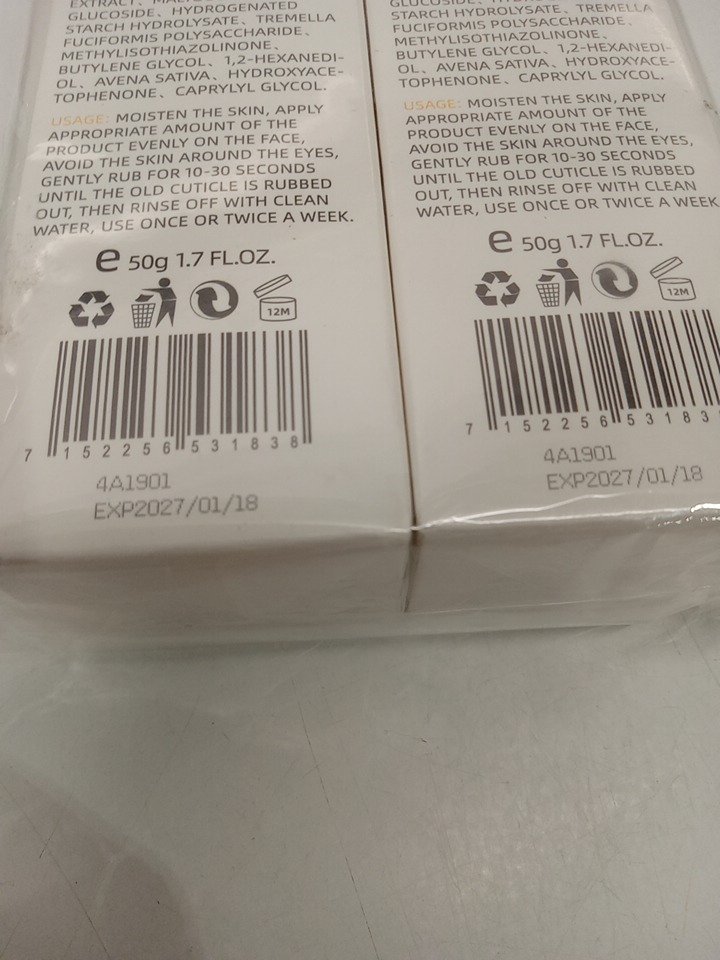 GLUCOSIDE、HYDROGENATED
STARCH HYDROLYSATE、TREMELLA
FUCIFORMIS POLYSACCHARIDE、
METHYLISOTHIAZOLINONE、
BUTYLENE GLYCOL、1,2-HEXANEDI-
OL、AVENA SATIVA、HYDROXYACE-
TOPHENONE、CAPRYLYL GLYCOL.
USAGE: MOISTEN THE SKIN, APPLY
APPROPRIATE AMOUNT OF THE
PRODUCT EVENLY ON THE FACE,
AVOID THE SKIN AROUND THE EYES,
GENTLY RUB FOR 10-30 SECONDS
UNTIL THE OLD CUTICLE IS RUBBED
OUT, THEN RINSE OFF WITH CLEAN
WATER, USE ONCE OR TWICE A WEEK.
e 50g 1.7 FL.OZ.
12M
7 152256 531838
4A1901
EXP2027/01/18
STARCH HYDROLYSATE、TREMELLA
FUCIFORMIS POLYSACCHARIDE、
METHYLISOTHIAZOLINONE、
BUTYLENE GLYCOL、1,2-HEXANEDI-
OL、AVENA SATIVA、HYDROXYACE-
TOPHENONE、CAPRYLYL GLYCOL.
USAGE: MOISTEN THE SKIN, APPLY
APPROPRIATE AMOUNT OF THE
PRODUCT EVENLY ON THE FACE,
AVOID THE SKIN AROUND THE EYES,
GENTLY RUB FOR 10-30 SECONDS
UNTIL THE OLD CUTICLE IS RUBBED
OUT, THEN RINSE OFF WITH CLEAN
WATER, USE ONCE OR TWICE A WEEK
e 50g 1.7 FL.OZ.
12M
7 152256 53183
4A1901
EXP2027/01/18